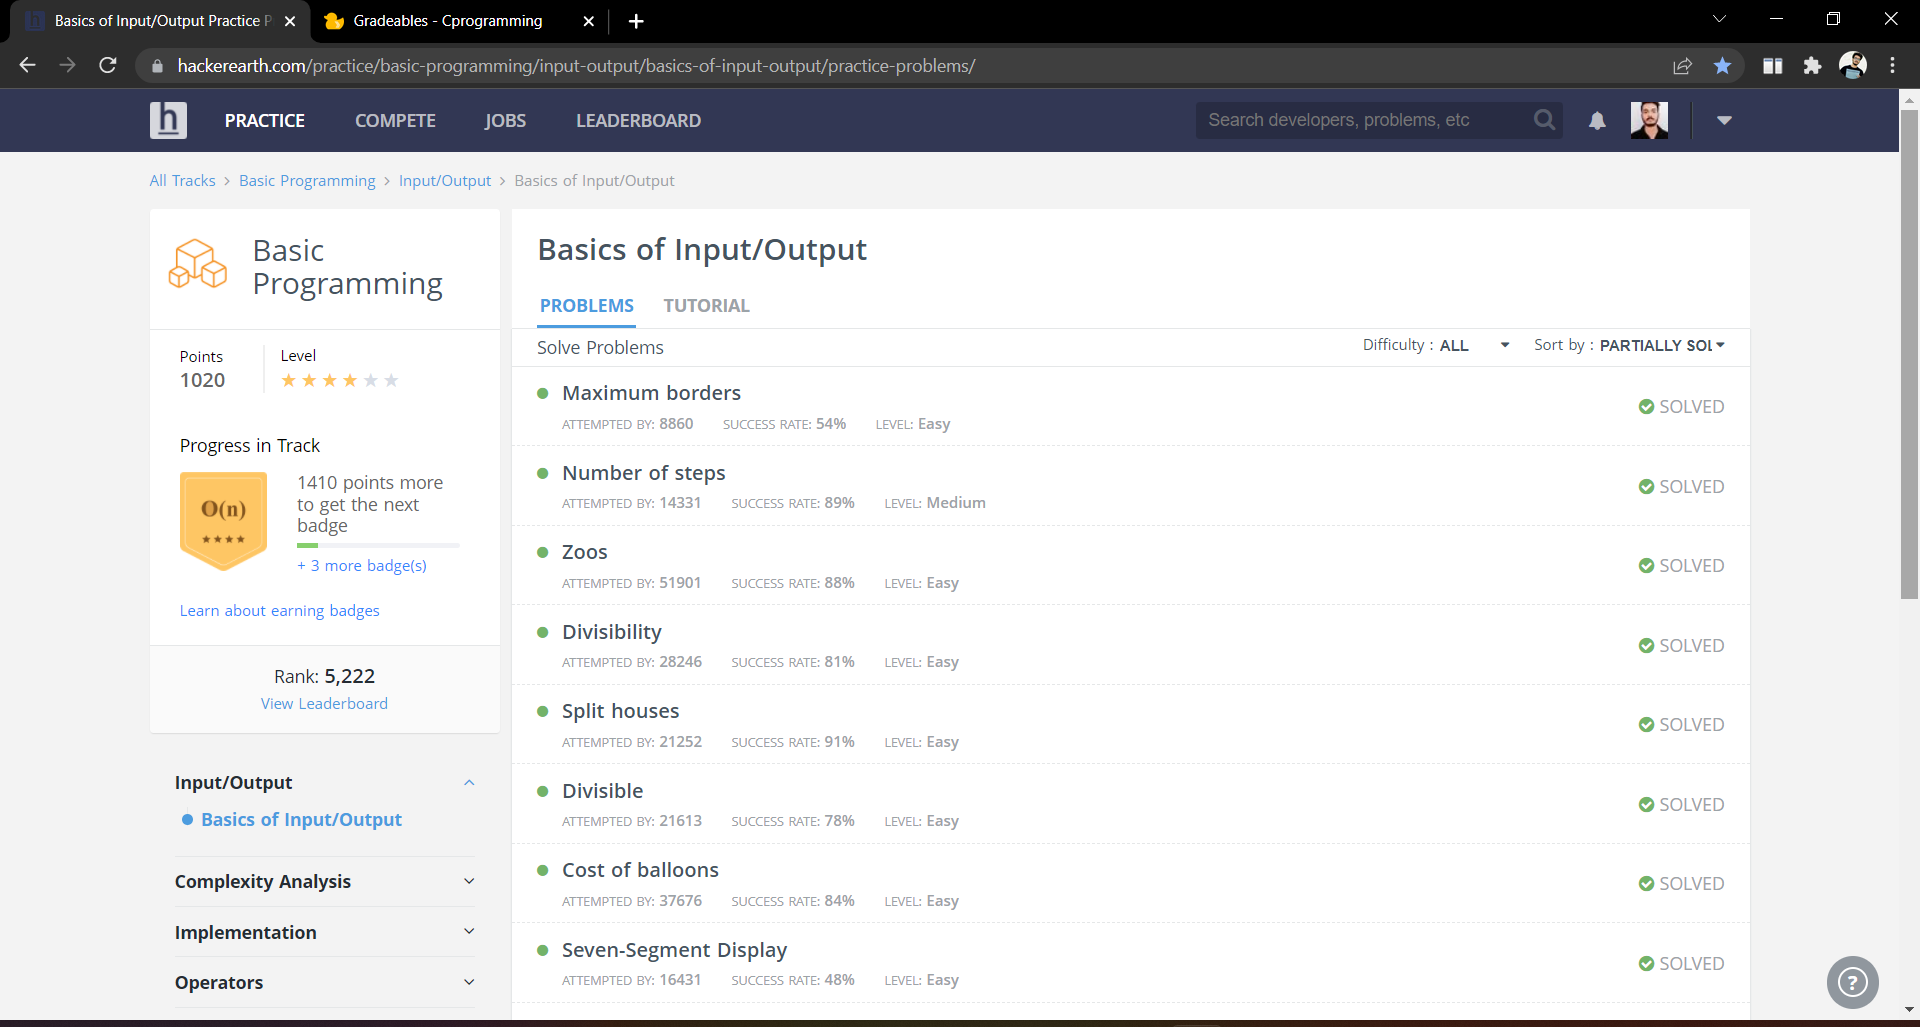 Basics of Input/Output Practice P
Gradeables - Cprogramming
hackerearth.com/practice/basic-programming/input-output/basics-of-input-output/practice-problems/
h
PRACTICE COMPETE JOBS LEADERBOARD
Search developers, problems, etc
All Tracks > Basic Programming > Input/Output > Basics of Input/Output
Basic
Programming
Points
1020
Level
Progress in Track
O(n)
1410 points more
to get the next
badge
+ 3 more badge(s)
Learn about earning badges
Rank: 5,222
View Leaderboard
Input/Output
Basics of Input/Output
Complexity Analysis
Implementation
Operators
Basics of Input/Output
PROBLEMS TUTORIAL
Solve Problems
Difficulty : ALL
Sort by : PARTIALLY SOL
Maximum borders
ATTEMPTED BY: 8860 SUCCESS RATE: 54% LEVEL: Easy
SOLVED
Number of steps
ATTEMPTED BY: 14331 SUCCESS RATE: 89% LEVEL: Medium
SOLVED
Zoos
ATTEMPTED BY: 51901 SUCCESS RATE: 88% LEVEL: Easy
SOLVED
Divisibility
ATTEMPTED BY: 28246 SUCCESS RATE: 81% LEVEL: Easy
SOLVED
Split houses
ATTEMPTED BY: 21252 SUCCESS RATE: 91% LEVEL: Easy
SOLVED
Divisible
ATTEMPTED BY: 21613 SUCCESS RATE: 78% LEVEL: Easy
SOLVED
Cost of balloons
ATTEMPTED BY: 37676 SUCCESS RATE: 84% LEVEL: Easy
SOLVED
Seven-Segment Display
ATTEMPTED BY: 16431 SUCCESS RATE: 48% LEVEL: Easy
SOLVED
?